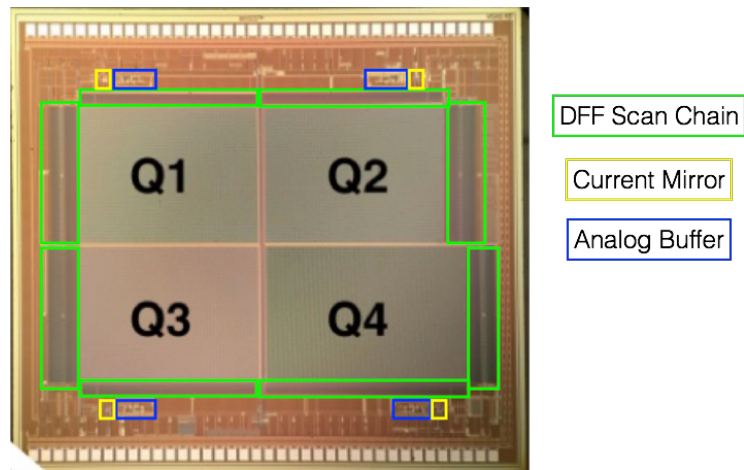 Q1
Q2
DFF Scan Chain
Current Mirror
Analog Buffer
Q3
Q4